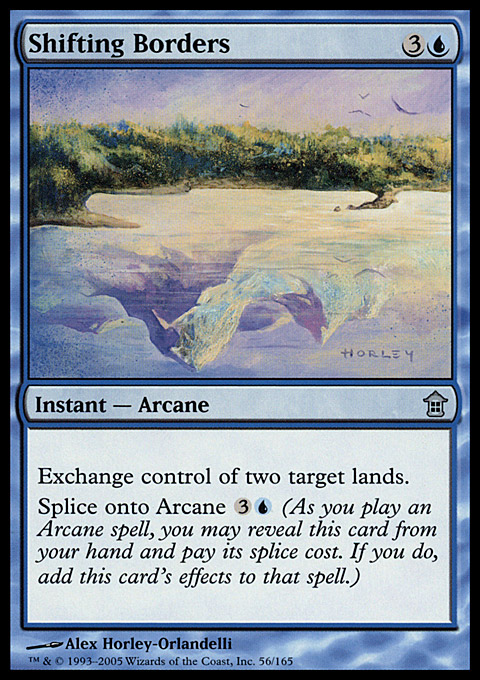 Shifting Borders 3
HORLEY
Instant — Arcane
Exchange control of two target lands.
Splice onto Arcane 3 (As you play an
Arcane spell, you may reveal this card from
your hand and pay its splice cost. If you do,
add this card's effects to that spell.)
Alex Horley-Orlandelli
™ & © 1993–2005 Wizards of the Coast, Inc. 56/165